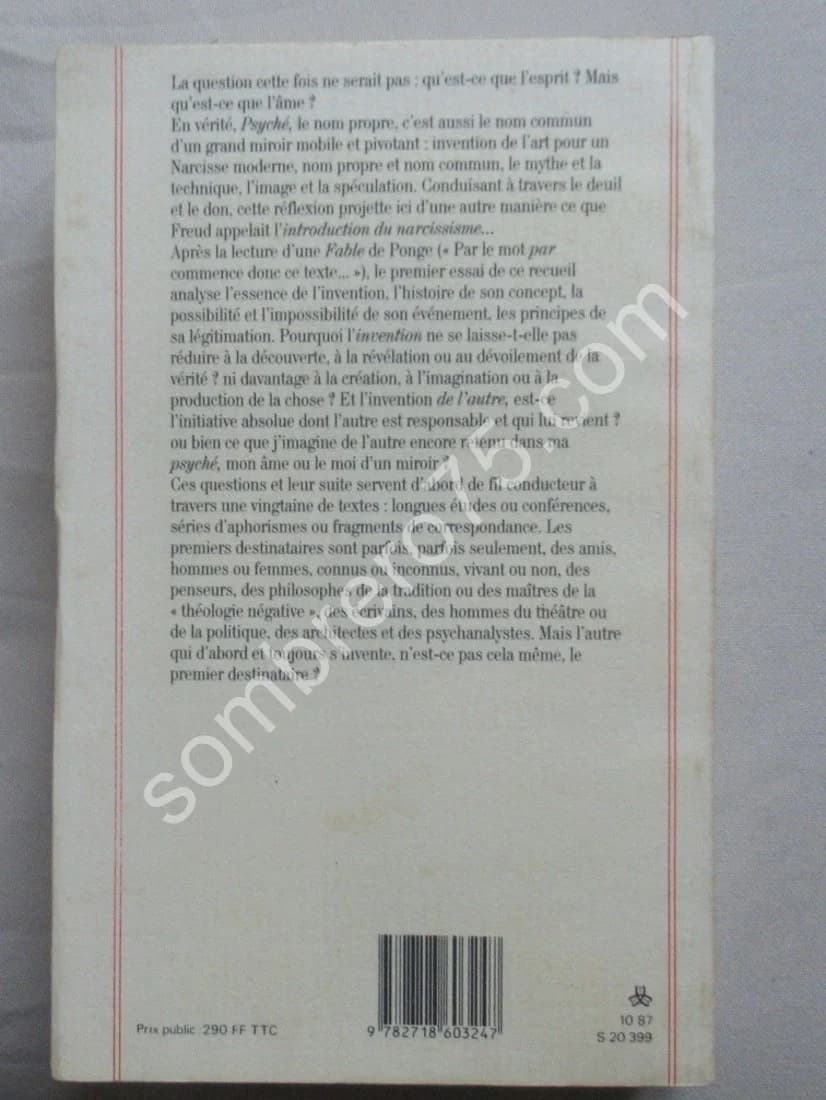 La question cette fois ne serait pas : qu'est-ce que l'esprit ? Mais
qu'est-ce que l'âme ?
En vérité, Psyché, le nom propre, c'est aussi le nom commun
d'un grand miroir mobile et pivotant : invention de l'art pour un
Narcisse moderne, nom propre et nom commun, le mythe et la
technique, l'image et la spéculation. Conduisant à travers le deuil
et le don, cette réflexion projette ici d'une autre manière ce que
Freud appelait l'introduction du narcissisme...
Après la lecture d'une Fable de Ponge (« Par le mot par
commence donc ce texte... »), le premier essai de ce recueil
analyse l'essence de l'invention, l'histoire de son concept, la
possibilité et l'impossibilité de son événement, les principes de
sa légitimation. Pourquoi l'invention ne se laisse-t-elle pas
réduire à la découverte, à la révélation ou au dévoilement de la
vérité ? ni davantage à la création, à l'imagination ou à la
production de la chose ? Et l'invention de l'autre, est-ce
l'initiative absolue dont l'autre est responsable et qui lui revient ?
ou bien ce que j'imagine de l'autre encore retenu dans ma
psyché, mon âme ou le moi d'un miroir ?
Ces questions et leur suite servent d'abord de fil conducteur à
travers une vingtaine de textes : longues études ou conférences,
séries d'aphorismes ou fragments de correspondance. Les
premiers destinataires sont parfois, parfois seulement, des amis,
hommes ou femmes, connus ou inconnus, vivant ou non, des
penseurs, des philosophes de la tradition ou des maîtres de la
« théologie négative », des écrivains, des hommes du théâtre ou
de la politique, des architectes et des psychanalystes. Mais l'autre
qui d'abord et toujours s'invente, n'est-ce pas cela même, le
premier destinataire ?
sombrero75.com
Prix public : 290 FF TTC
9 782718 603247
10 87
S 20 399